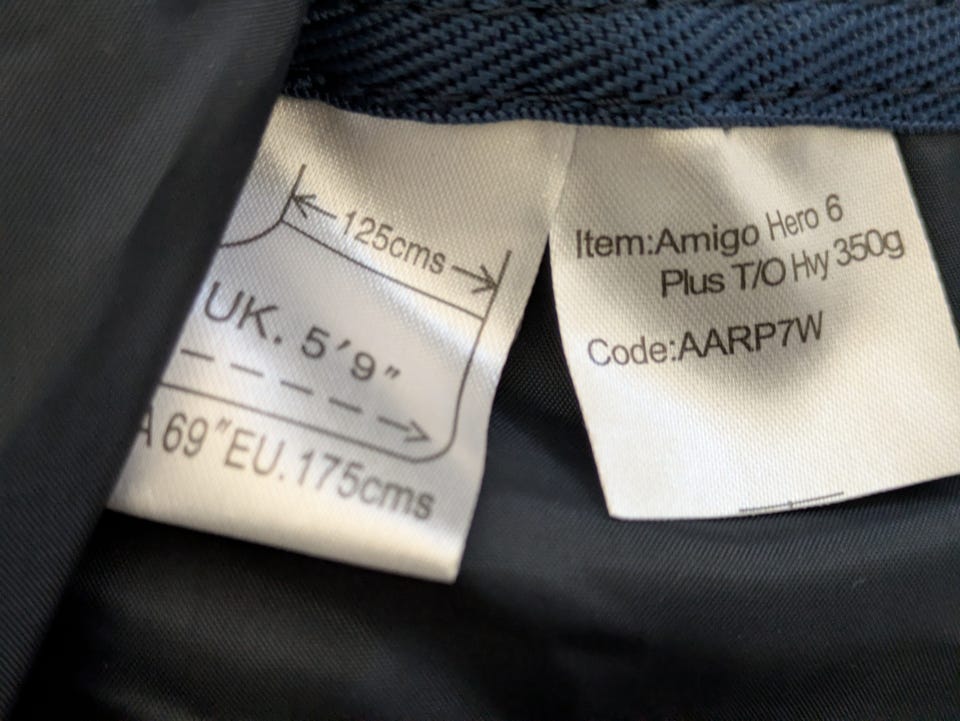 125cms
UK. 5'9"
A 69" EU. 175cms
Item:Amigo Hero 6
Plus T/O Hvy 350g
Code:AARP7W